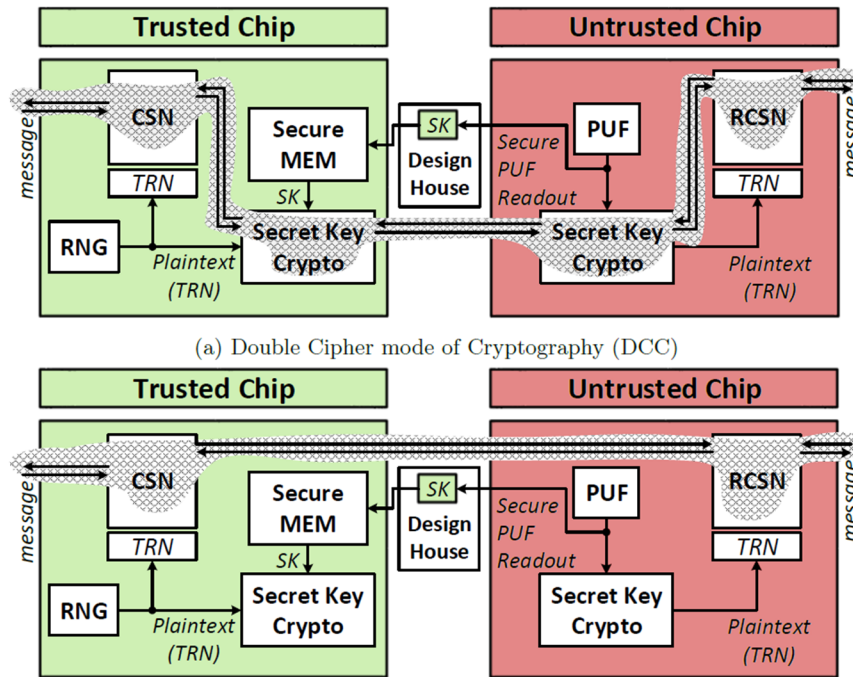 Trusted Chip
Untrusted Chip
message
CSN
Secure
MEM
SK
Design
House
Secure
PUF
Readout
PUF
RCSN
message
TRN
SK
TRN
RNG
Plaintext
(TRN)
Secret Key
Crypto
Secret Key
Crypto
Plaintext
(TRN)
(a) Double Cipher mode of Cryptography (DCC)
Trusted Chip
Untrusted Chip
message
CSN
Secure
MEM
SK
Design
House
Secure
PUF
Readout
PUF
RCSN
message
TRN
SK
TRN
RNG
Plaintext
(TRN)
Secret Key
Crypto
Secret Key
Crypto
Plaintext
(TRN)